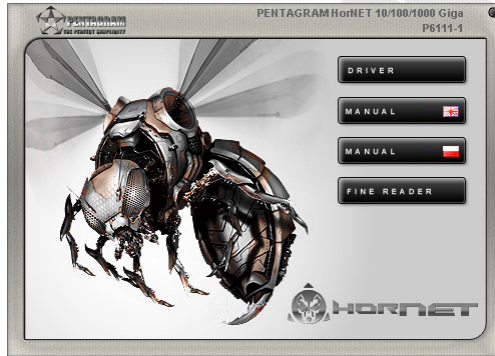 PENTAGRAM
THE PERFECT SIMPLICITY
PENTAGRAM HorNET 10/100/1000 Giga
P6111-1
DRIVER
MANUAL
MANUAL
FINE READER
HORNET